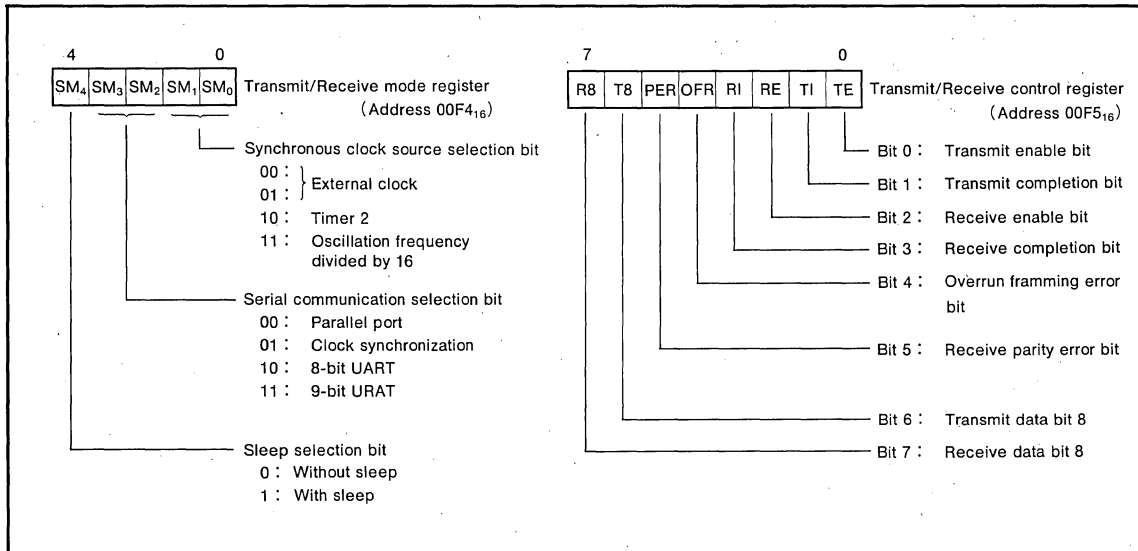 4 0
SM₄ SM₃ SM₂ SM₁ SM₀ Transmit/Receive mode register
(Address 00F4₁₆)
Synchronous clock source selection bit
00 :
01 :
External clock
10 : Timer 2
11 : Oscillation frequency
divided by 16
Serial communication selection bit
00 : Parallel port
01 : Clock synchronization
10 : 8-bit UART
11 : 9-bit URAT
Sleep selection bit
0 : Without sleep
1 : With sleep
7 0
R8 T8 PER OFR RI RE TI TE Transmit/Receive control register
(Address 00F5₁₆)
Bit 0 : Transmit enable bit
Bit 1 : Transmit completion bit
Bit 2 : Receive enable bit
Bit 3 : Receive completion bit
Bit 4 : Overrun framming error
bit
Bit 5 : Receive parity error bit
Bit 6 : Transmit data bit 8
Bit 7 : Receive data bit 8